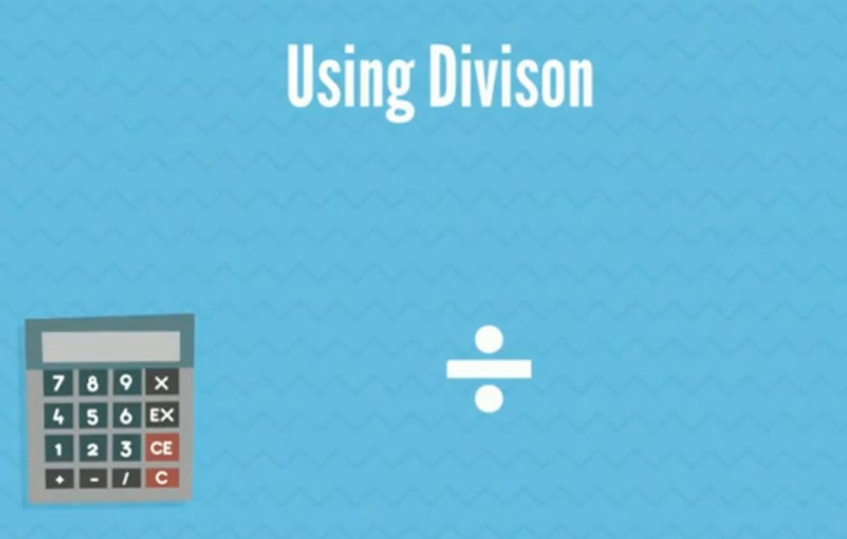 Using Divison
÷
7 8 9 X
4 5 6 EX
1 2 3 CE
+ - / C